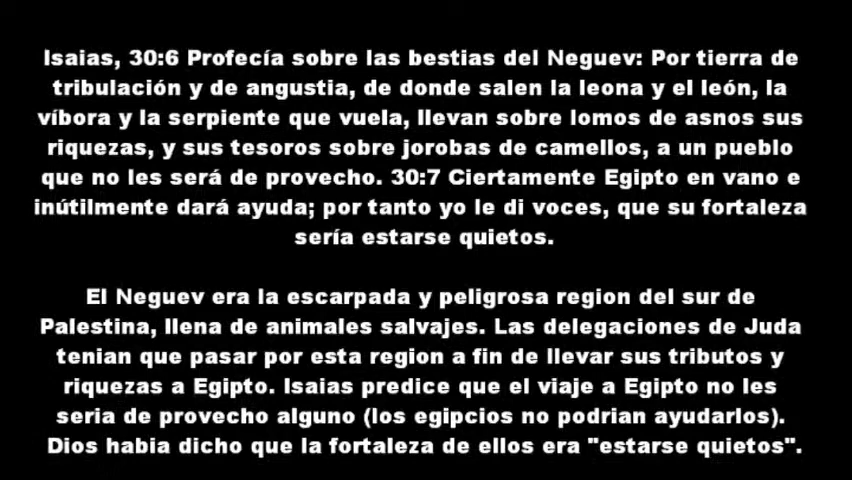 Isaias, 30:6 Profecía sobre las bestias del Neguev: Por tierra de
tribulación y de angustia, de donde salen la leona y el león, la
víbora y la serpiente que vuela, llevan sobre lomos de asnos sus
riquezas, y sus tesoros sobre jorobas de camellos, a un pueblo
que no les será de provecho. 30:7 Ciertamente Egipto en vano e
inútilmente dará ayuda; por tanto yo le di voces, que su fortaleza
sería estarse quietos.
El Neguev era la escarpada y peligrosa region del sur de
Palestina, llena de animales salvajes. Las delegaciones de Juda
tenian que pasar por esta region a fin de llevar sus tributos y
riquezas a Egipto. Isaias predice que el viaje a Egipto no les
seria de provecho alguno (los egipcios no podrian ayudarlos).
Dios habia dicho que la fortaleza de ellos era "estarse quietos".